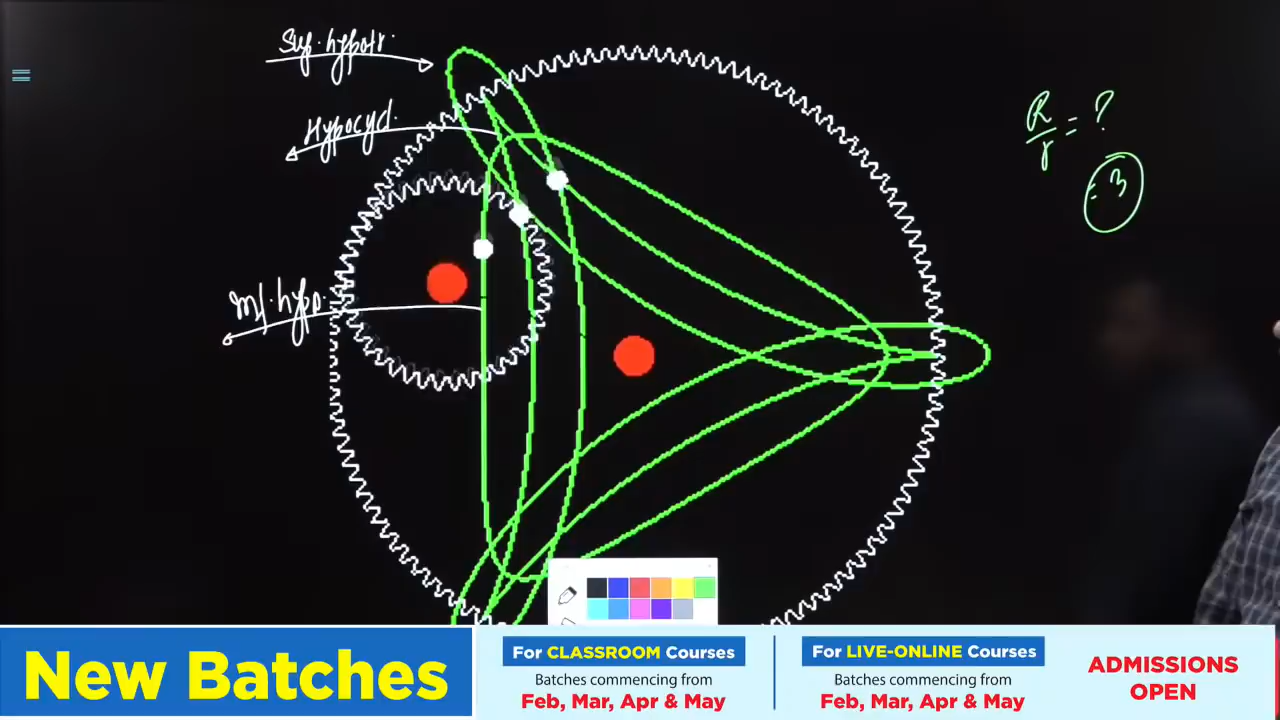 Sup. hypotr.
Hypocycl.
Inf. hypo.
R/r = ?
= 3
New Batches
For CLASSROOM Courses
Batches commencing from
Feb, Mar, Apr & May
For LIVE-ONLINE Courses
Batches commencing from
Feb, Mar, Apr & May
ADMISSIONS
OPEN